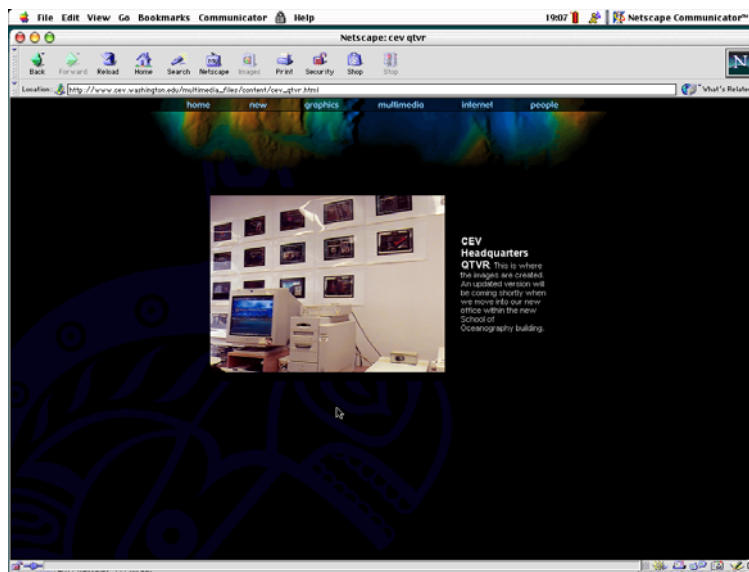 File Edit View Go Bookmarks Communicator Help 19:07 Netscape Communicator™
Netscape: cev qtvr
Back Forward Reload Home Search Netscape Images Print Security Shop Stop N
Location: http://www.cev.washington.edu/multimedia_files/content/cev_qtvr.html What's Relate
home new graphics multimedia internet people
CEV
Headquarters
QTVR. This is where
the images are created.
An updated version will
be coming shortly when
we move into our new
office within the new
School of
Oceanography building.